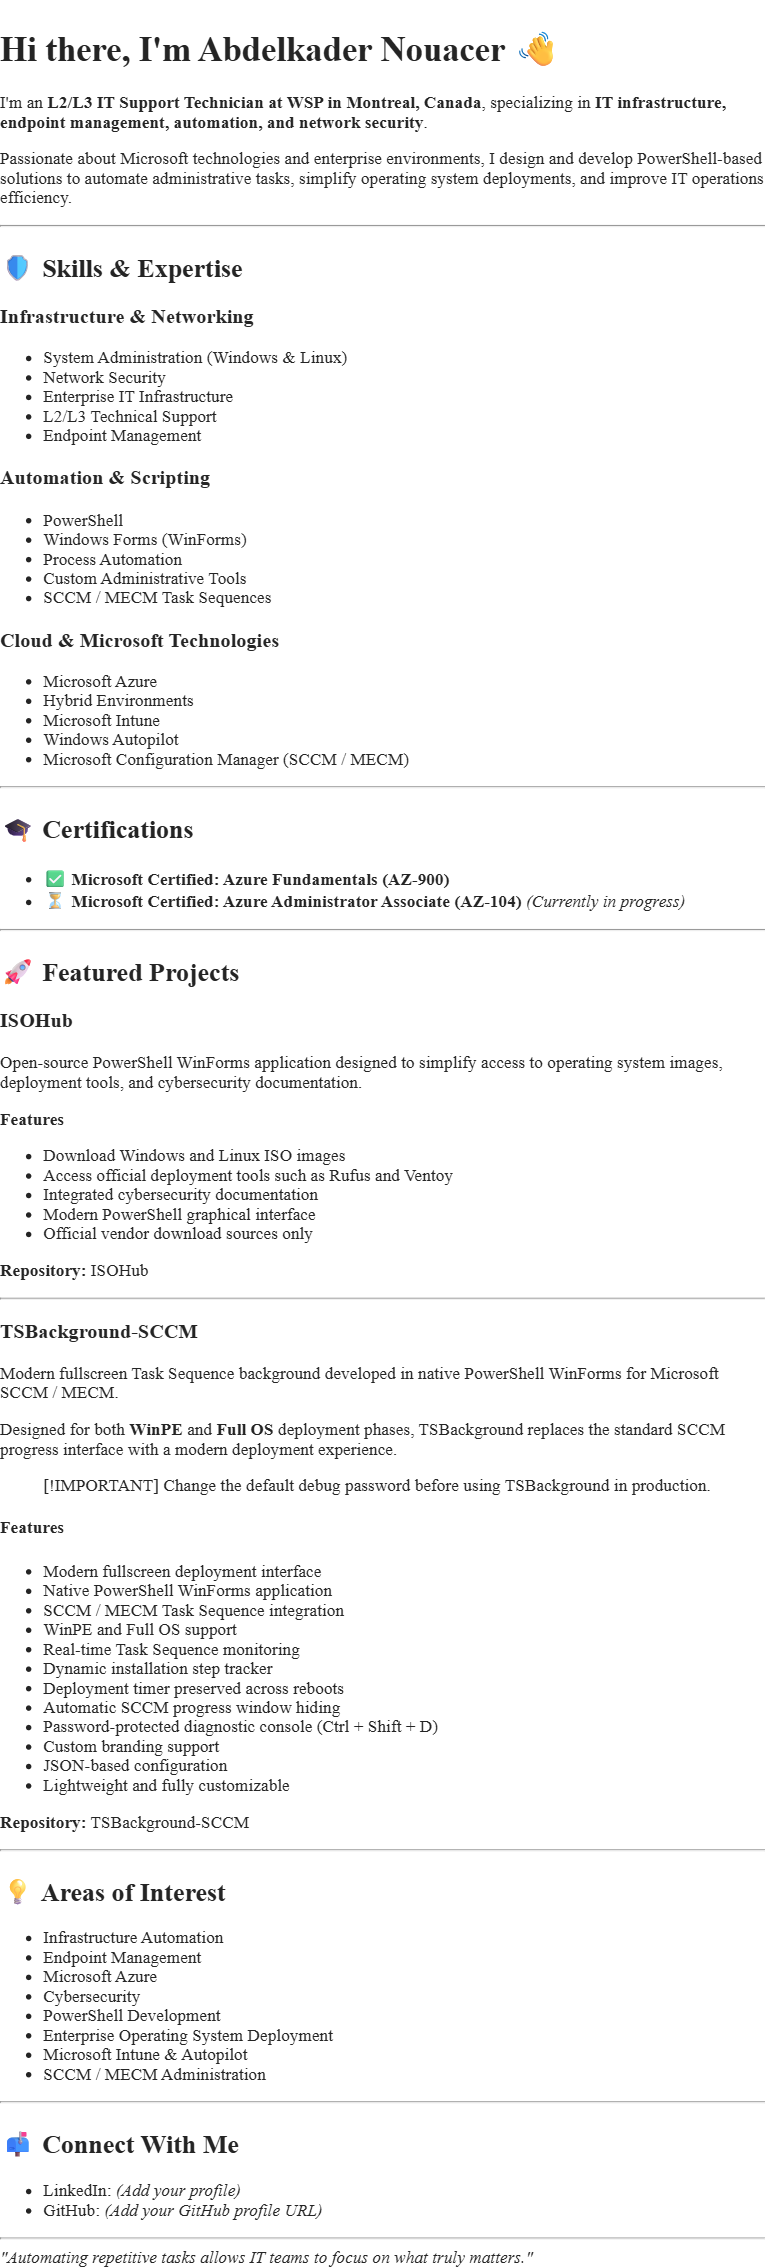 Hi there, I'm Abdelkader Nouacer 👋
I'm an L2/L3 IT Support Technician at WSP in Montreal, Canada, specializing in IT infrastructure,
endpoint management, automation, and network security.
Passionate about Microsoft technologies and enterprise environments, I design and develop PowerShell-based
solutions to automate administrative tasks, simplify operating system deployments, and improve IT operations
efficiency.
🛡️ Skills & Expertise
Infrastructure & Networking
• System Administration (Windows & Linux)
• Network Security
• Enterprise IT Infrastructure
• L2/L3 Technical Support
• Endpoint Management
Automation & Scripting
• PowerShell
• Windows Forms (WinForms)
• Process Automation
• Custom Administrative Tools
• SCCM / MECM Task Sequences
Cloud & Microsoft Technologies
• Microsoft Azure
• Hybrid Environments
• Microsoft Intune
• Windows Autopilot
• Microsoft Configuration Manager (SCCM / MECM)
🎓 Certifications
• ✅ Microsoft Certified: Azure Fundamentals (AZ-900)
• ⏳ Microsoft Certified: Azure Administrator Associate (AZ-104) (Currently in progress)
🚀 Featured Projects
ISOHub
Open-source PowerShell WinForms application designed to simplify access to operating system images,
deployment tools, and cybersecurity documentation.
Features
• Download Windows and Linux ISO images
• Access official deployment tools such as Rufus and Ventoy
• Integrated cybersecurity documentation
• Modern PowerShell graphical interface
• Official vendor download sources only
Repository: ISOHub
TSBackground-SCCM
Modern fullscreen Task Sequence background developed in native PowerShell WinForms for Microsoft
SCCM / MECM.
Designed for both WinPE and Full OS deployment phases, TSBackground replaces the standard SCCM
progress interface with a modern deployment experience.
[!IMPORTANT] Change the default debug password before using TSBackground in production.
Features
• Modern fullscreen deployment interface
• Native PowerShell WinForms application
• SCCM / MECM Task Sequence integration
• WinPE and Full OS support
• Real-time Task Sequence monitoring
• Dynamic installation step tracker
• Deployment timer preserved across reboots
• Automatic SCCM progress window hiding
• Password-protected diagnostic console (Ctrl + Shift + D)
• Custom branding support
• JSON-based configuration
• Lightweight and fully customizable
Repository: TSBackground-SCCM
💡 Areas of Interest
• Infrastructure Automation
• Endpoint Management
• Microsoft Azure
• Cybersecurity
• PowerShell Development
• Enterprise Operating System Deployment
• Microsoft Intune & Autopilot
• SCCM / MECM Administration
📫 Connect With Me
• LinkedIn: (Add your profile)
• GitHub: (Add your GitHub profile URL)
"Automating repetitive tasks allows IT teams to focus on what truly matters."